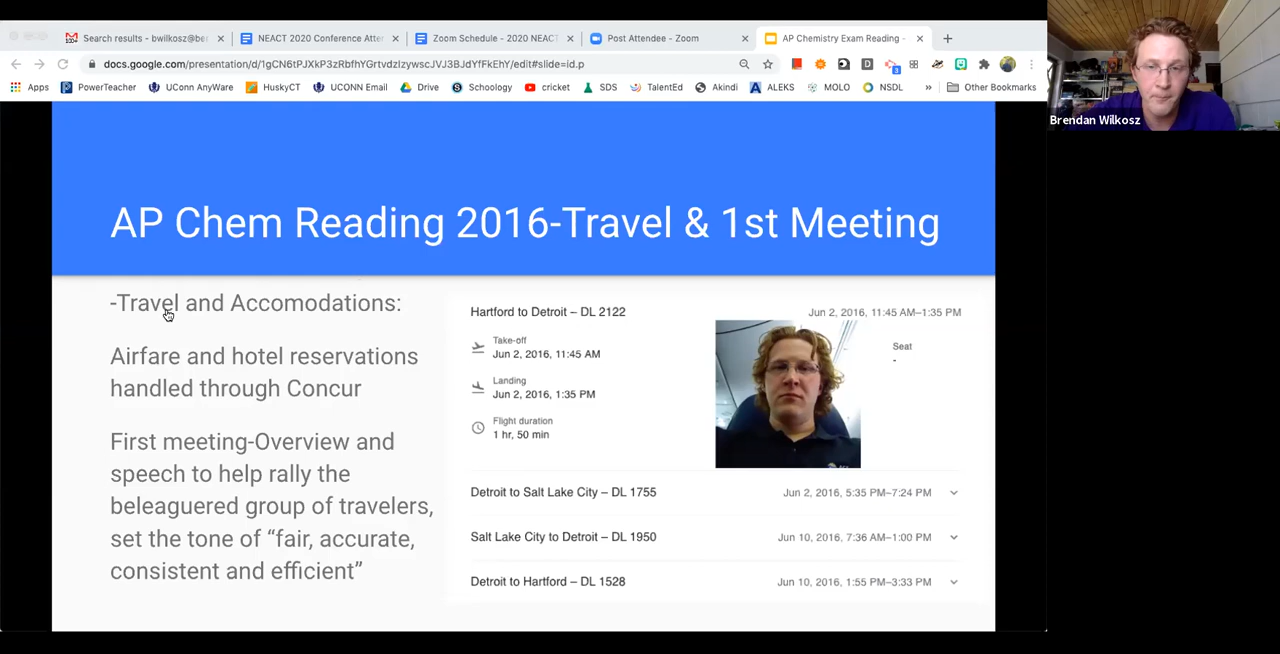 Search results - bwilkosz@be
NEACT 2020 Conference Atter
Zoom Schedule - 2020 NEACT
Post Attendee - Zoom
AP Chemistry Exam Reading -
docs.google.com/presentation/d/1gCN6tPJXkP3zRbfhYGrtvdzIzywscJVJ3BJdYfFkEhY/edit#slide=id.p
3
Apps
PowerTeacher
UConn AnyWare
HuskyCT
UCONN Email
Drive
Schoology
cricket
SDS
TalentEd
Akindi
ALEKS
MOLO
NSDL
»
Other Bookmarks
Brendan Wilkosz
AP Chem Reading 2016-Travel & 1st Meeting
-Travel and Accomodations:
Airfare and hotel reservations
handled through Concur
First meeting-Overview and
speech to help rally the
beleaguered group of travelers,
set the tone of “fair, accurate,
consistent and efficient”
Hartford to Detroit – DL 2122
Jun 2, 2016, 11:45 AM–1:35 PM
Take-off
Jun 2, 2016, 11:45 AM
Seat
-
Landing
Jun 2, 2016, 1:35 PM
Flight duration
1 hr, 50 min
Detroit to Salt Lake City – DL 1755
Jun 2, 2016, 5:35 PM–7:24 PM
Salt Lake City to Detroit – DL 1950
Jun 10, 2016, 7:36 AM–1:00 PM
Detroit to Hartford – DL 1528
Jun 10, 2016, 1:55 PM–3:33 PM